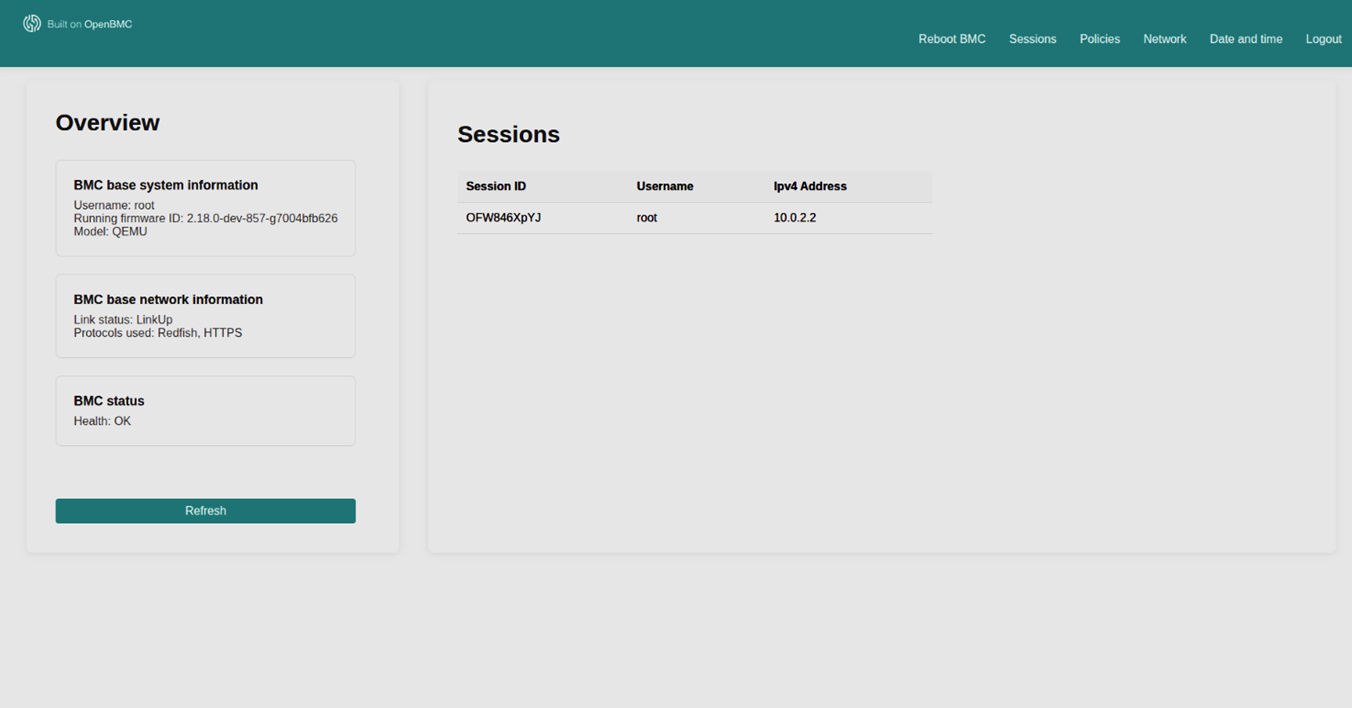 Built on OpenBMC
Reboot BMC Sessions Policies Network Date and time Logout
Overview
BMC base system information
Username: root
Running firmware ID: 2.18.0-dev-857-g7004bfb626
Model: QEMU
BMC base network information
Link status: LinkUp
Protocols used: Redfish, HTTPS
BMC status
Health: OK
Refresh
Sessions
Session ID Username Ipv4 Address
OFW846XpYJ root 10.0.2.2